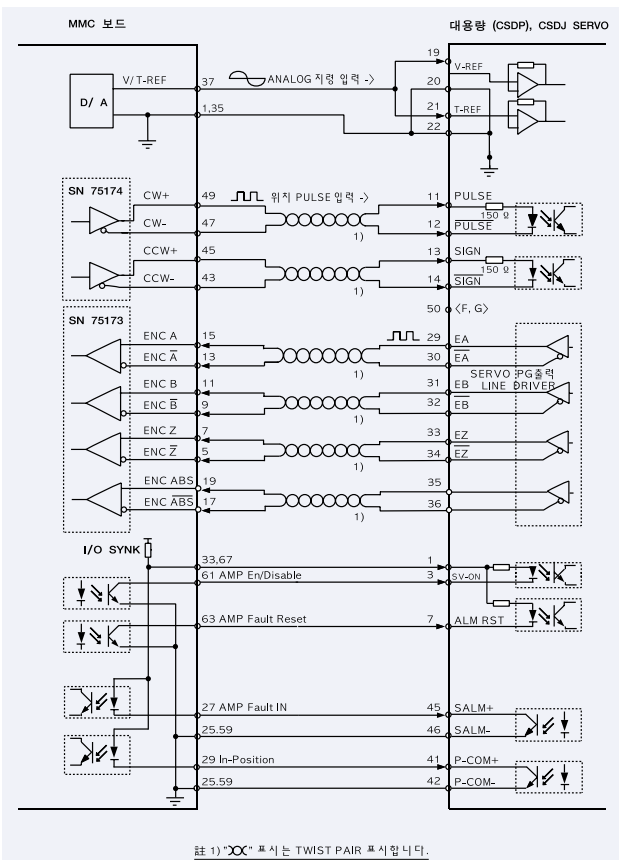 MMC 보드
대용량 (CSDP), CSDJ SERVO
D/ A
V/ T-REF
37
ANALOG 지령 입력 ->
1,35
19
V-REF
20
21
T-REF
22
SN 75174
CW+
49
위치 PULSE 입력 ->
11
PULSE
150 Ω
CW-
47
1)
12
PULSE
CCW+
45
13
SIGN
150 Ω
CCW-
43
1)
14
SIGN
50
<F, G>
SN 75173
ENC A
15
29
EA
ENC A
13
1)
30
EA
SERVO PG출력
LINE DRIVER
ENC B
11
31
EB
ENC B
9
1)
32
EB
ENC Z
7
33
EZ
ENC Z
5
1)
34
EZ
ENC ABS
19
35
ENC ABS
17
1)
36
I/O SYNK
33,67
1
61 AMP En/Disable
3
SV-ON
63 AMP Fault Reset
7
ALM RST
27 AMP Fault IN
45
SALM+
25.59
46
SALM-
29 In-Position
41
P-COM+
25.59
42
P-COM-
註 1) " " 표시는 TWIST PAIR 표시합니다.